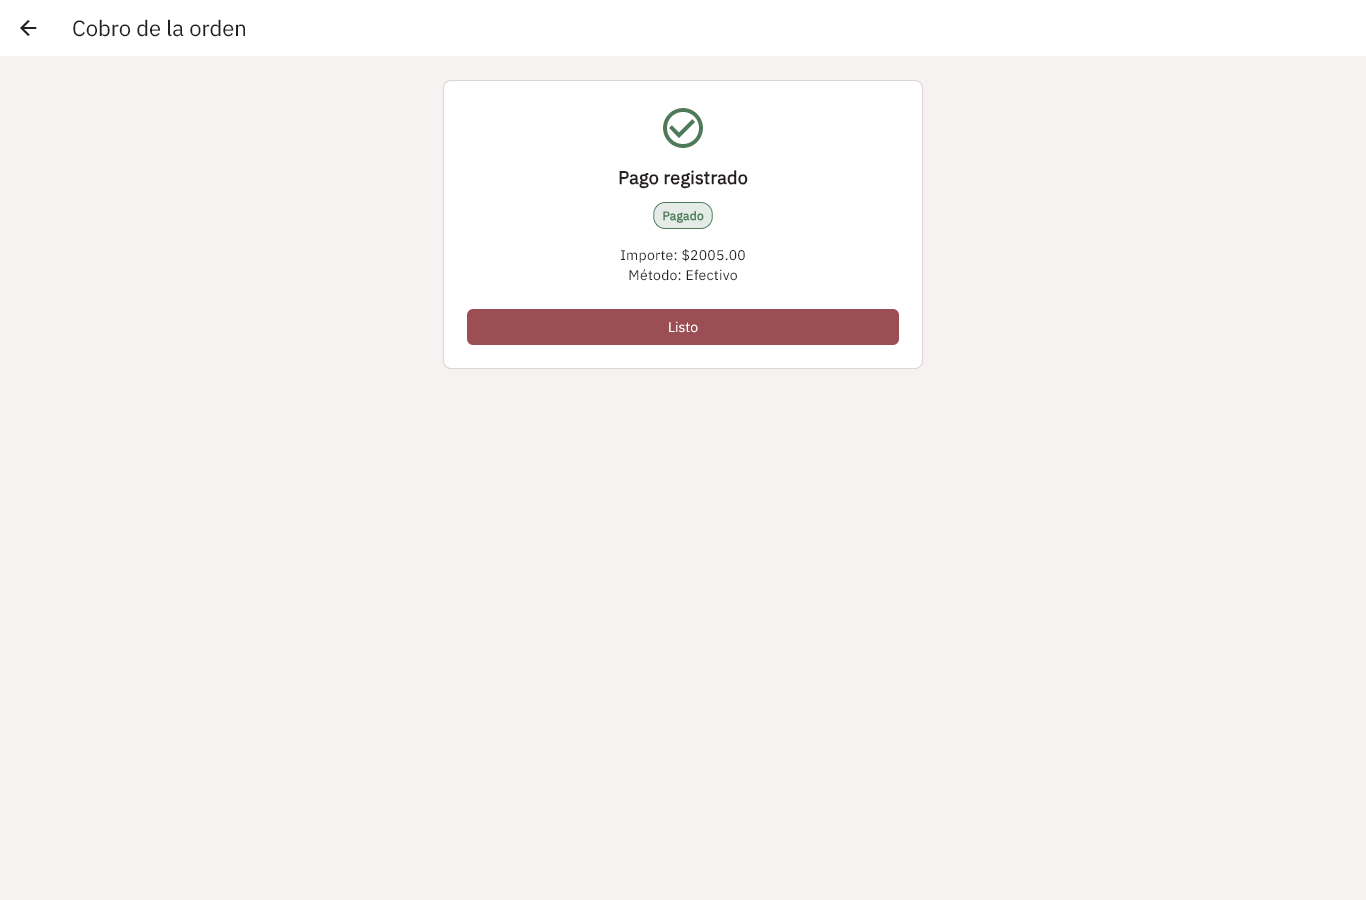 Cobro de la orden
Pago registrado
Pagado
Importe: $2005.00
Método: Efectivo
Listo